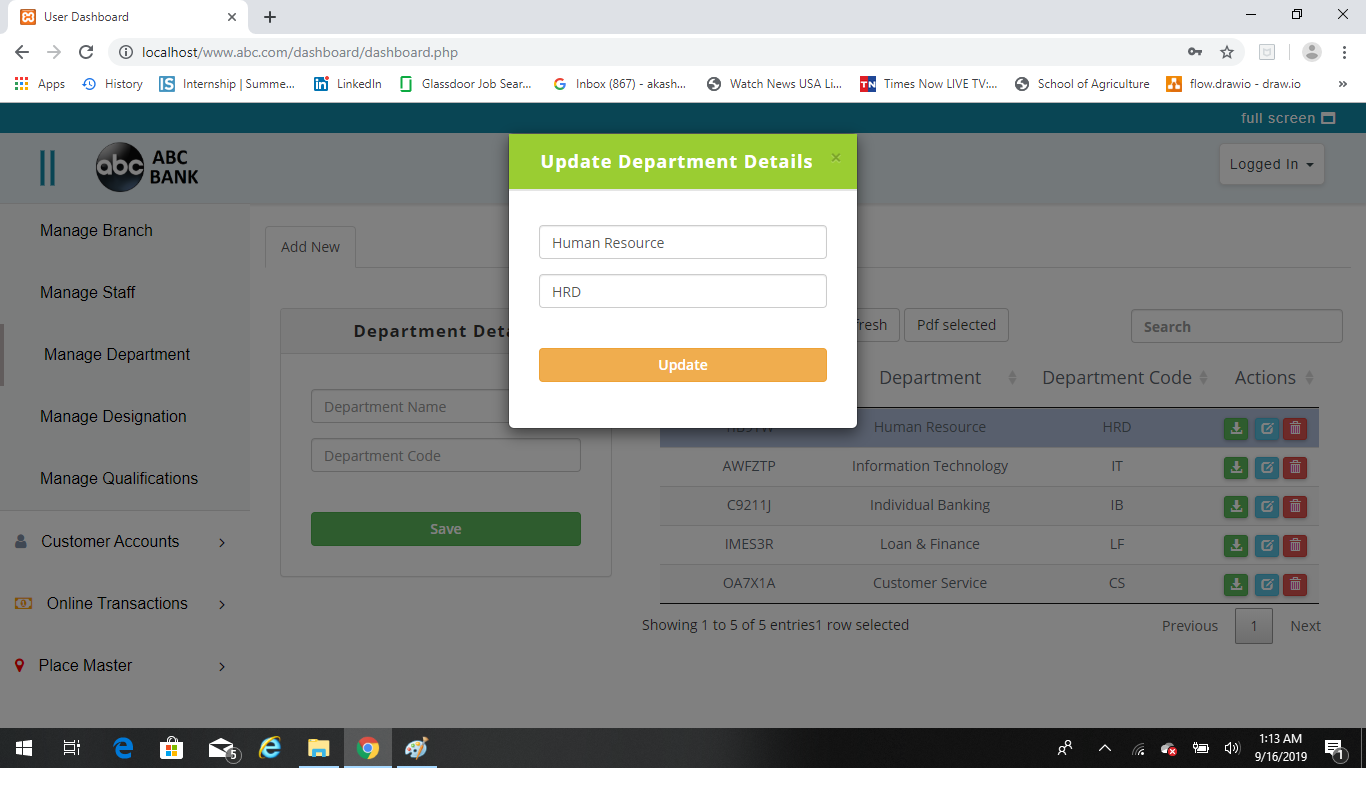 User Dashboard
localhost/www.abc.com/dashboard/dashboard.php
Apps History Internship | Summe... LinkedIn Glassdoor Job Sear... Inbox (867) - akash... Watch News USA Li... TN Times Now LIVE TV:... School of Agriculture flow.drawio - draw.io »
full screen
abc ABC BANK
Logged In
Update Department Details ×
Human Resource
HRD
Update
Manage Branch
Manage Staff
Manage Department
Manage Designation
Manage Qualifications
Customer Accounts
Online Transactions
Place Master
Add New
Department Deta
Department Name
Department Code
Save
fresh Pdf selected Search
Department Department Code Actions
Human Resource HRD
AWFZTP Information Technology IT
C9211J Individual Banking IB
IMES3R Loan & Finance LF
OA7X1A Customer Service CS
Showing 1 to 5 of 5 entries1 row selected
Previous 1 Next
5
1:13 AM
9/16/2019
1